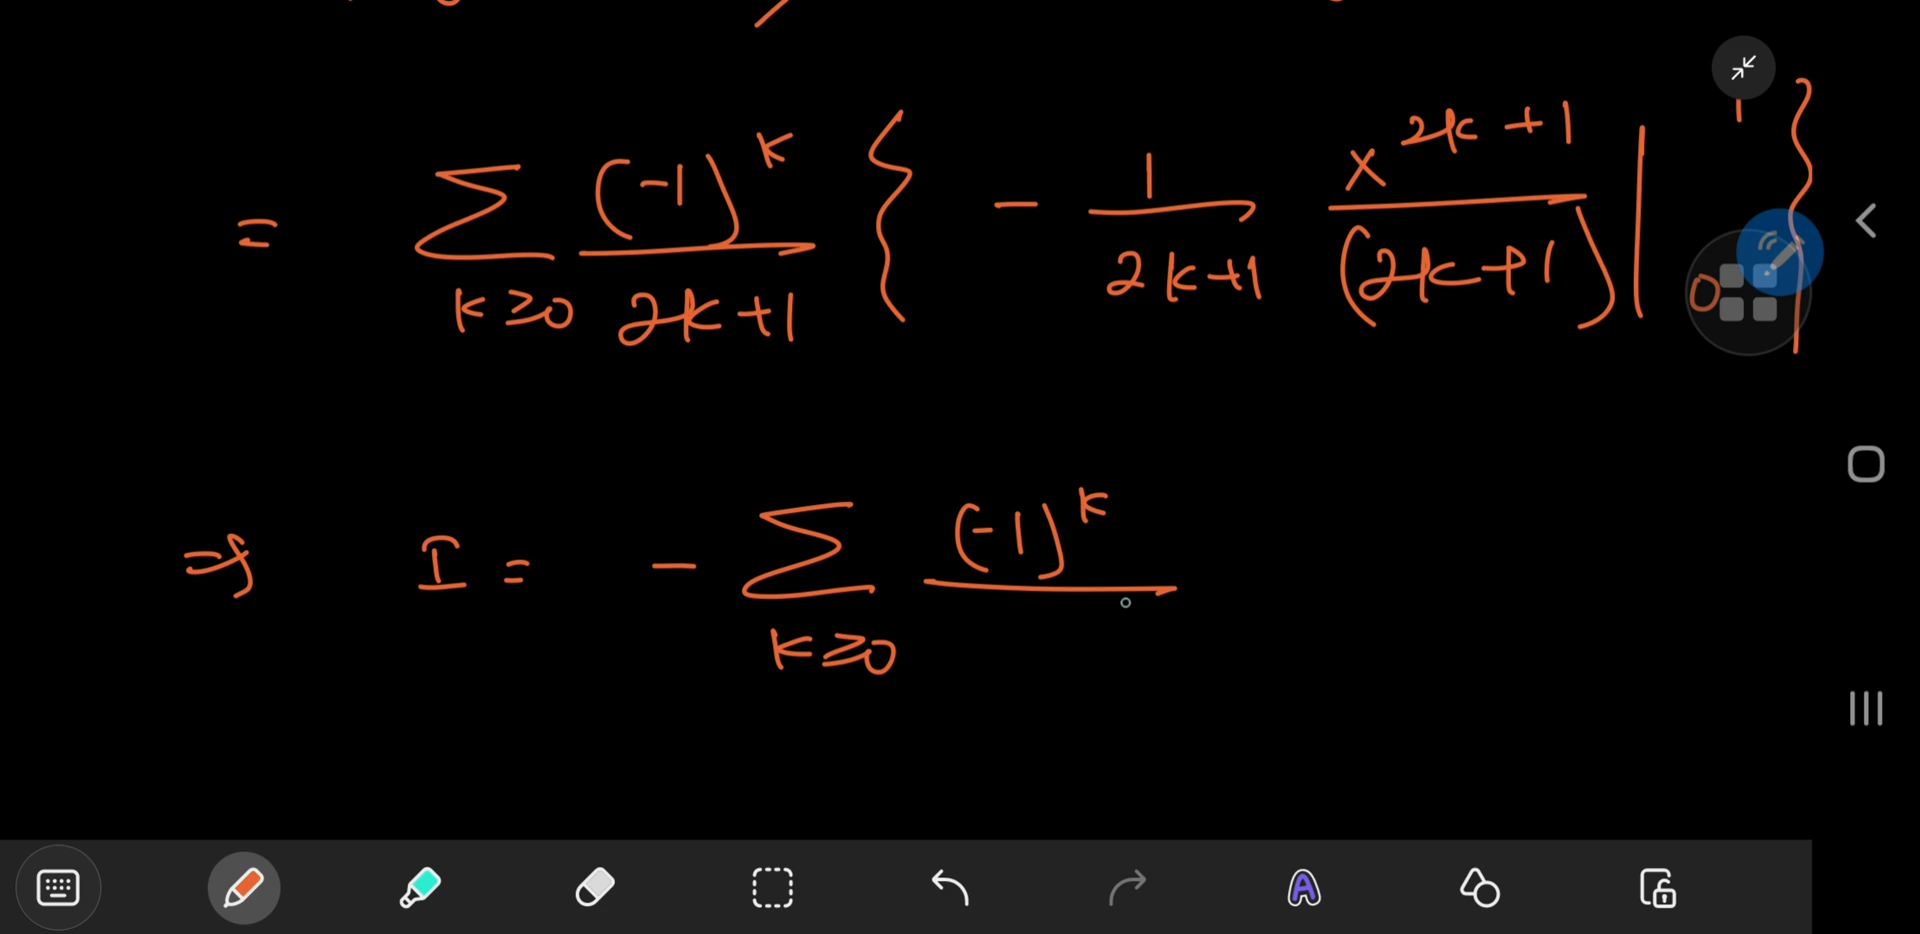 = Σ_{k≥0} (-1)^k / (2k+1) { - 1/(2k+1) x^{2k+1}/(2k+1) |_0^1 }
⇒ I = - Σ_{k≥0} (-1)^k /